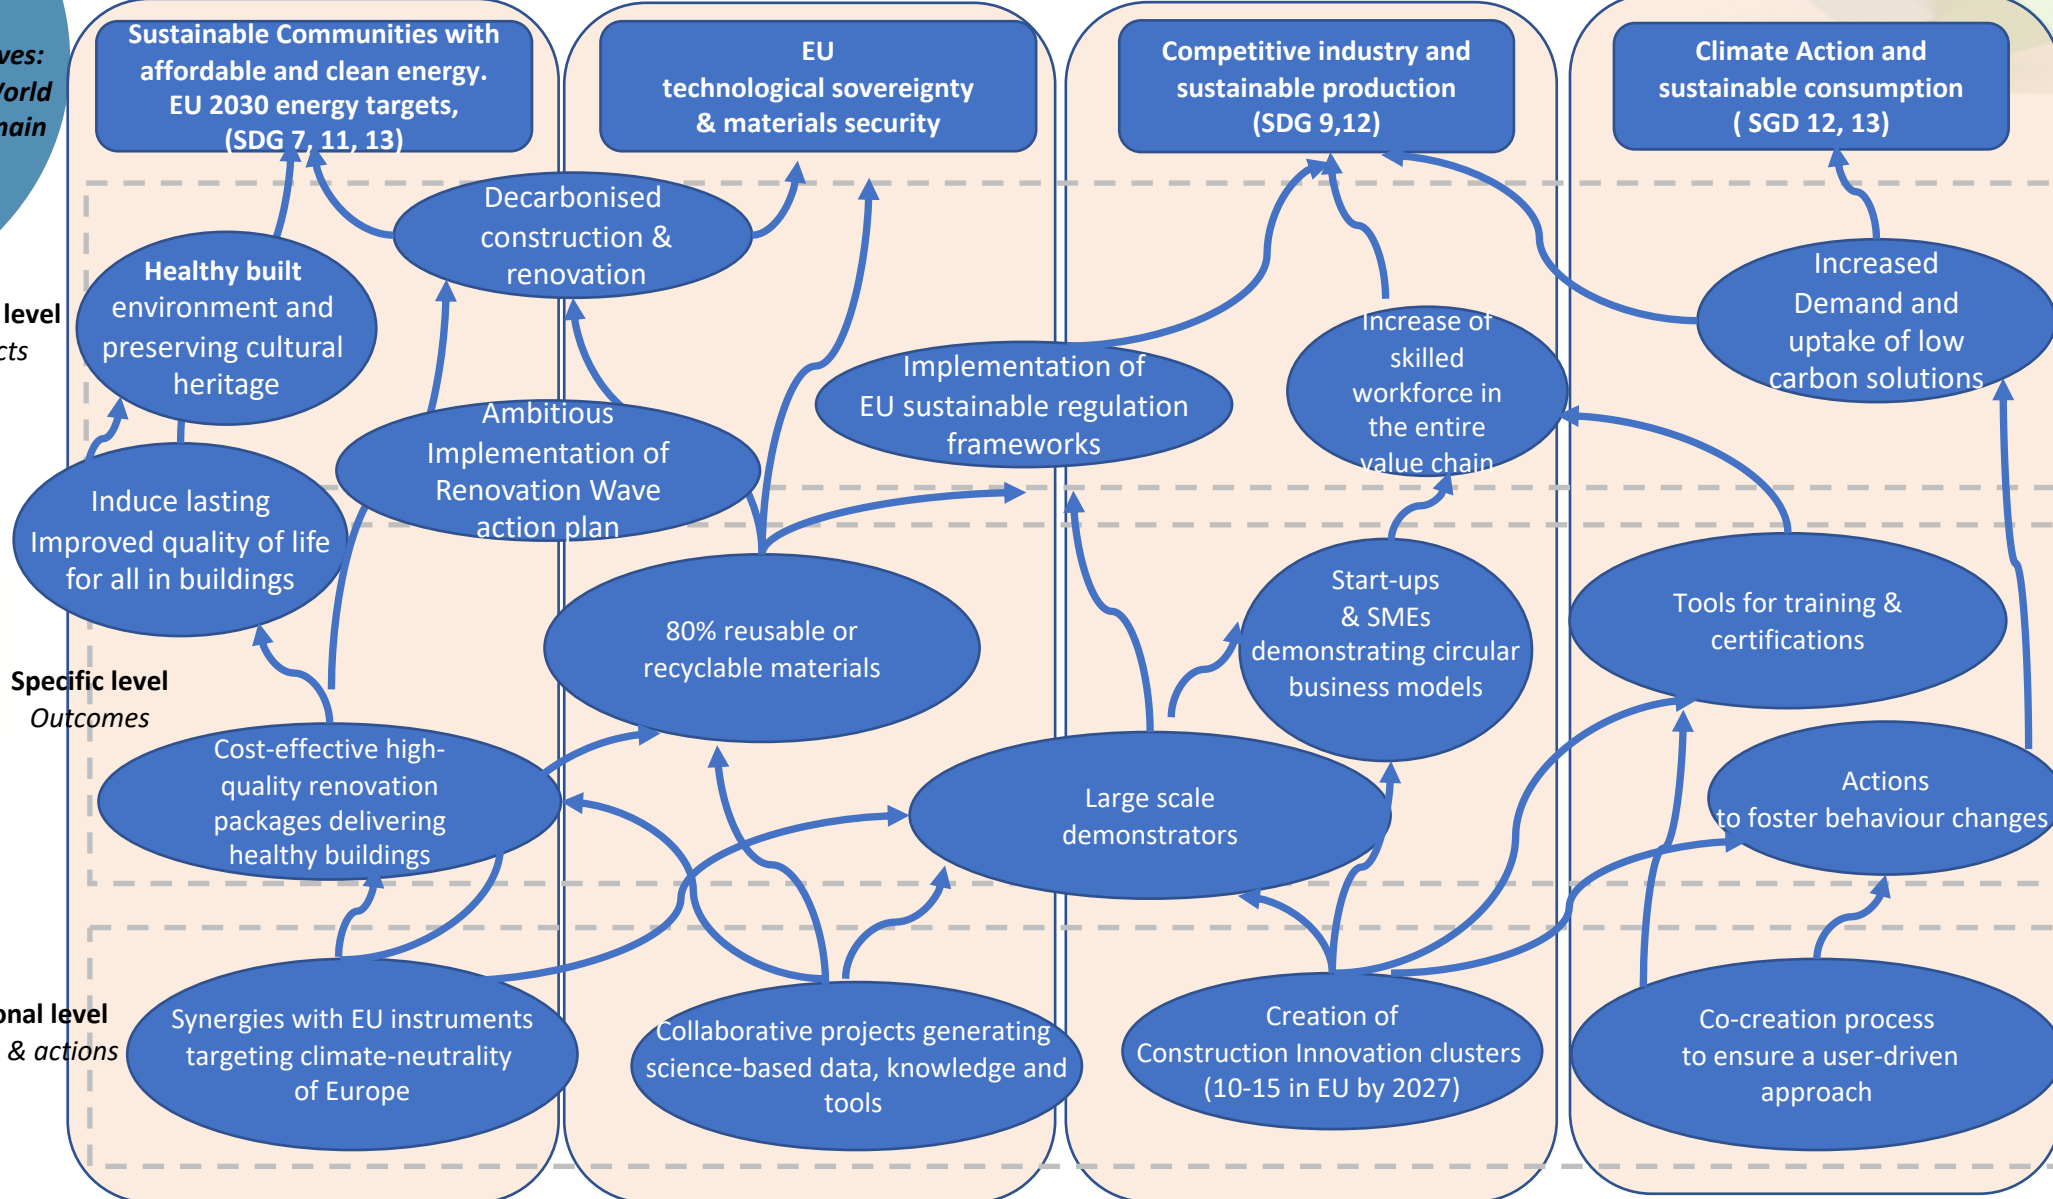 Sustainable Communities with
affordable and clean energy.
EU 2030 energy targets,
(SDG 7, 11, 13)
EU
technological sovereignty
& materials security
Competitive industry and
sustainable production
(SDG 9,12)
Climate Action and
sustainable consumption
( SGD 12, 13)
Decarbonised
construction &
renovation
Healthy built
environment and
preserving cultural
heritage
Increased
Demand and
uptake of low
carbon solutions
level
Increase of
skilled
workforce in
the entire
value chain
Implementation of
EU sustainable regulation
frameworks
Ambitious
Implementation of
Renovation Wave
action plan
Induce lasting
Improved quality of life
for all in buildings
80% reusable or
recyclable materials
Start-ups
& SMEs
demonstrating circular
business models
Tools for training &
certifications
Specific level
Outcomes
Cost-effective high-
quality renovation
packages delivering
healthy buildings
Large scale
demonstrators
Actions
to foster behaviour changes
level
& actions
Synergies with EU instruments
targeting climate-neutrality
of Europe
Collaborative projects generating
science-based data, knowledge and
tools
Creation of
Construction Innovation clusters
(10-15 in EU by 2027)
Co-creation process
to ensure a user-driven
approach